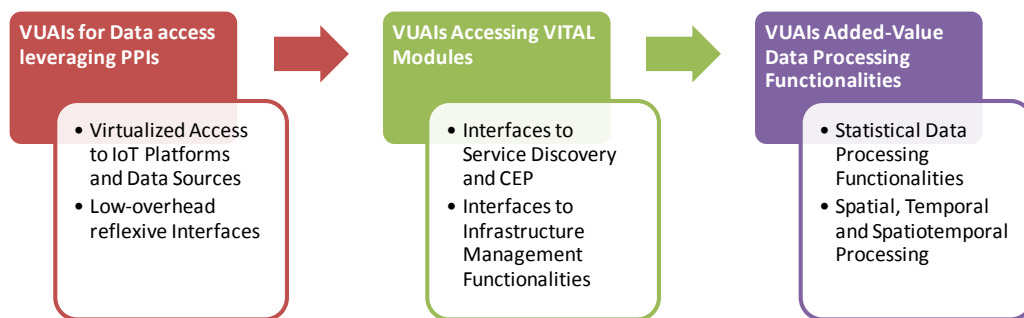 VUAIs for Data access
leveraging PPIs
• Virtualized Access
to IoT Platforms
and Data Sources
• Low-overhead
reflexive Interfaces
VUAIs Accessing VITAL
Modules
• Interfaces to
Service Discovery
and CEP
• Interfaces to
Infrastructure
Management
Functionalities
VUAIs Added-Value
Data Processing
Functionalities
• Statistical Data
Processing
Functionalities
• Spatial, Temporal
and Spatiotemporal
Processing